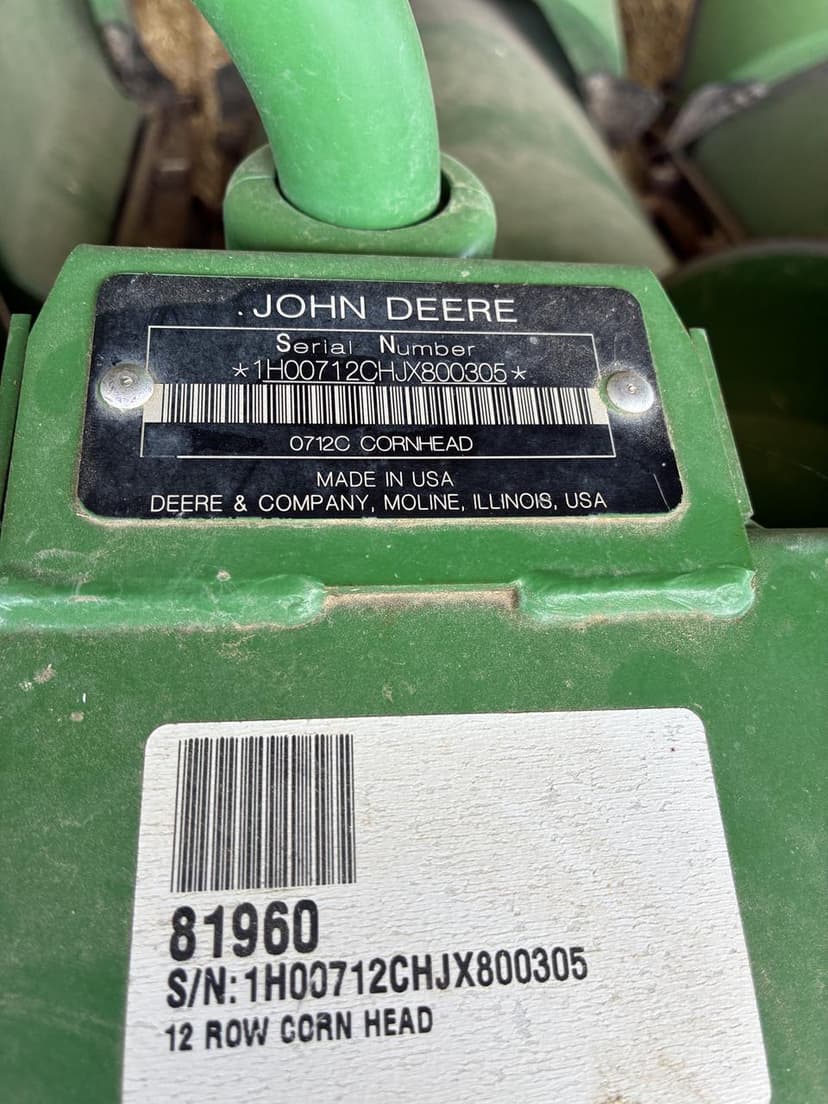 JOHN DEERE
Serial Number
*1H00712CHJX800305*
0712C CORNHEAD
MADE IN USA
DEERE & COMPANY, MOLINE, ILLINOIS, USA
81960
S/N: 1H00712CHJX800305
12 ROW CORN HEAD